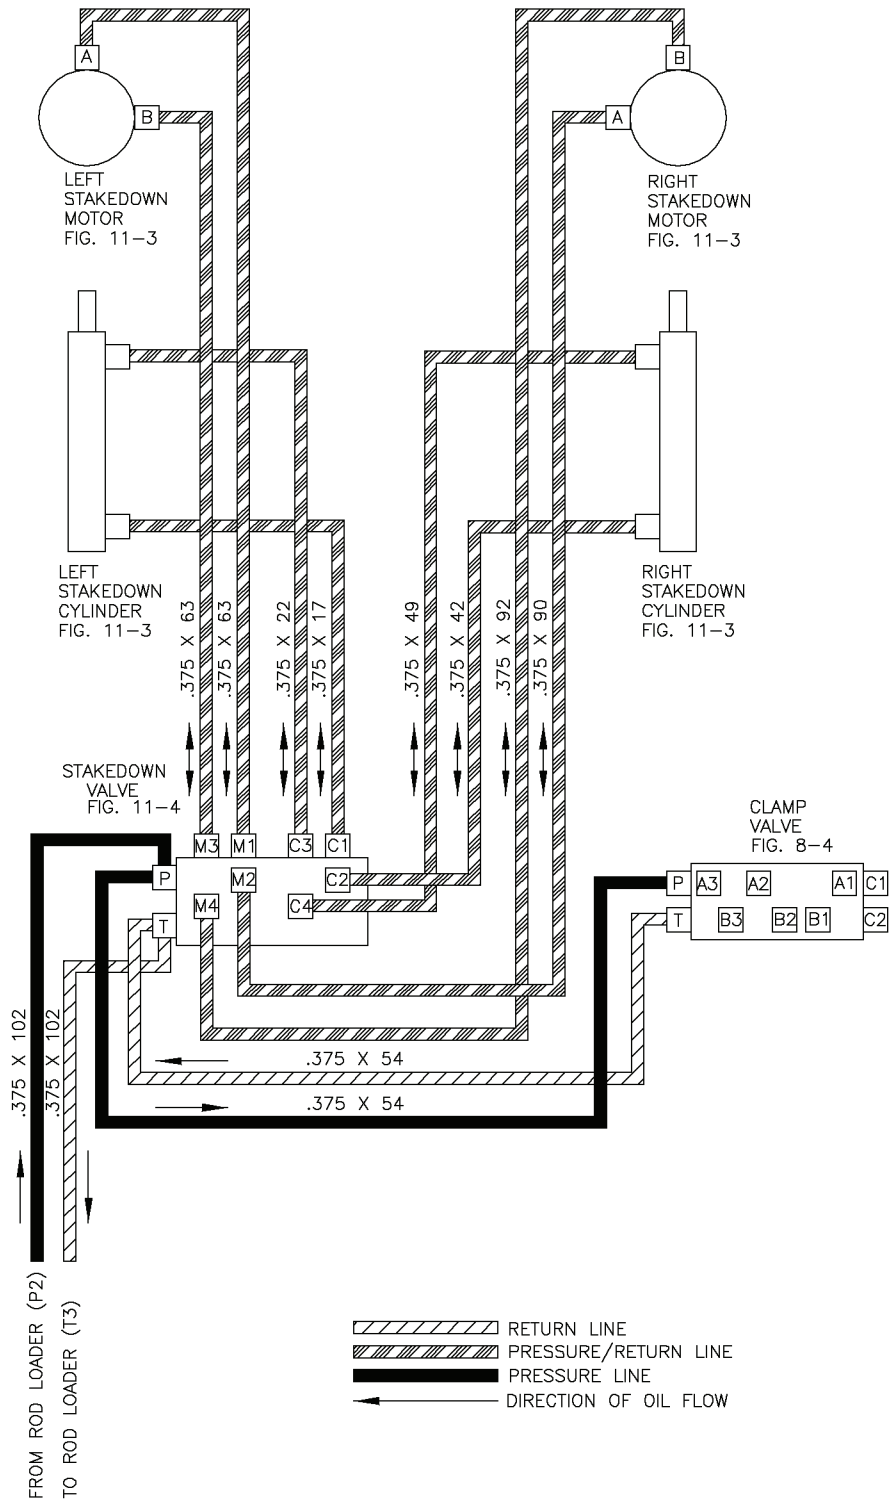 A
B
B
A
LEFT
STAKEDOWN
MOTOR
FIG. 11-3
RIGHT
STAKEDOWN
MOTOR
FIG. 11-3
LEFT
STAKEDOWN
CYLINDER
FIG. 11-3
RIGHT
STAKEDOWN
CYLINDER
FIG. 11-3
.375 X 63
.375 X 63
.375 X 22
.375 X 17
.375 X 49
.375 X 42
.375 X 92
.375 X 90
STAKEDOWN
VALVE
FIG. 11-4
CLAMP
VALVE
FIG. 8-4
M3
M1
C3
C1
P
M2
C2
M4
C4
T
P
A3
A2
A1
C1
T
B3
B2
B1
C2
.375 X 102
.375 X 102
.375 X 54
.375 X 54
FROM ROD LOADER (P2)
TO ROD LOADER (T3)
RETURN LINE
PRESSURE/RETURN LINE
PRESSURE LINE
DIRECTION OF OIL FLOW